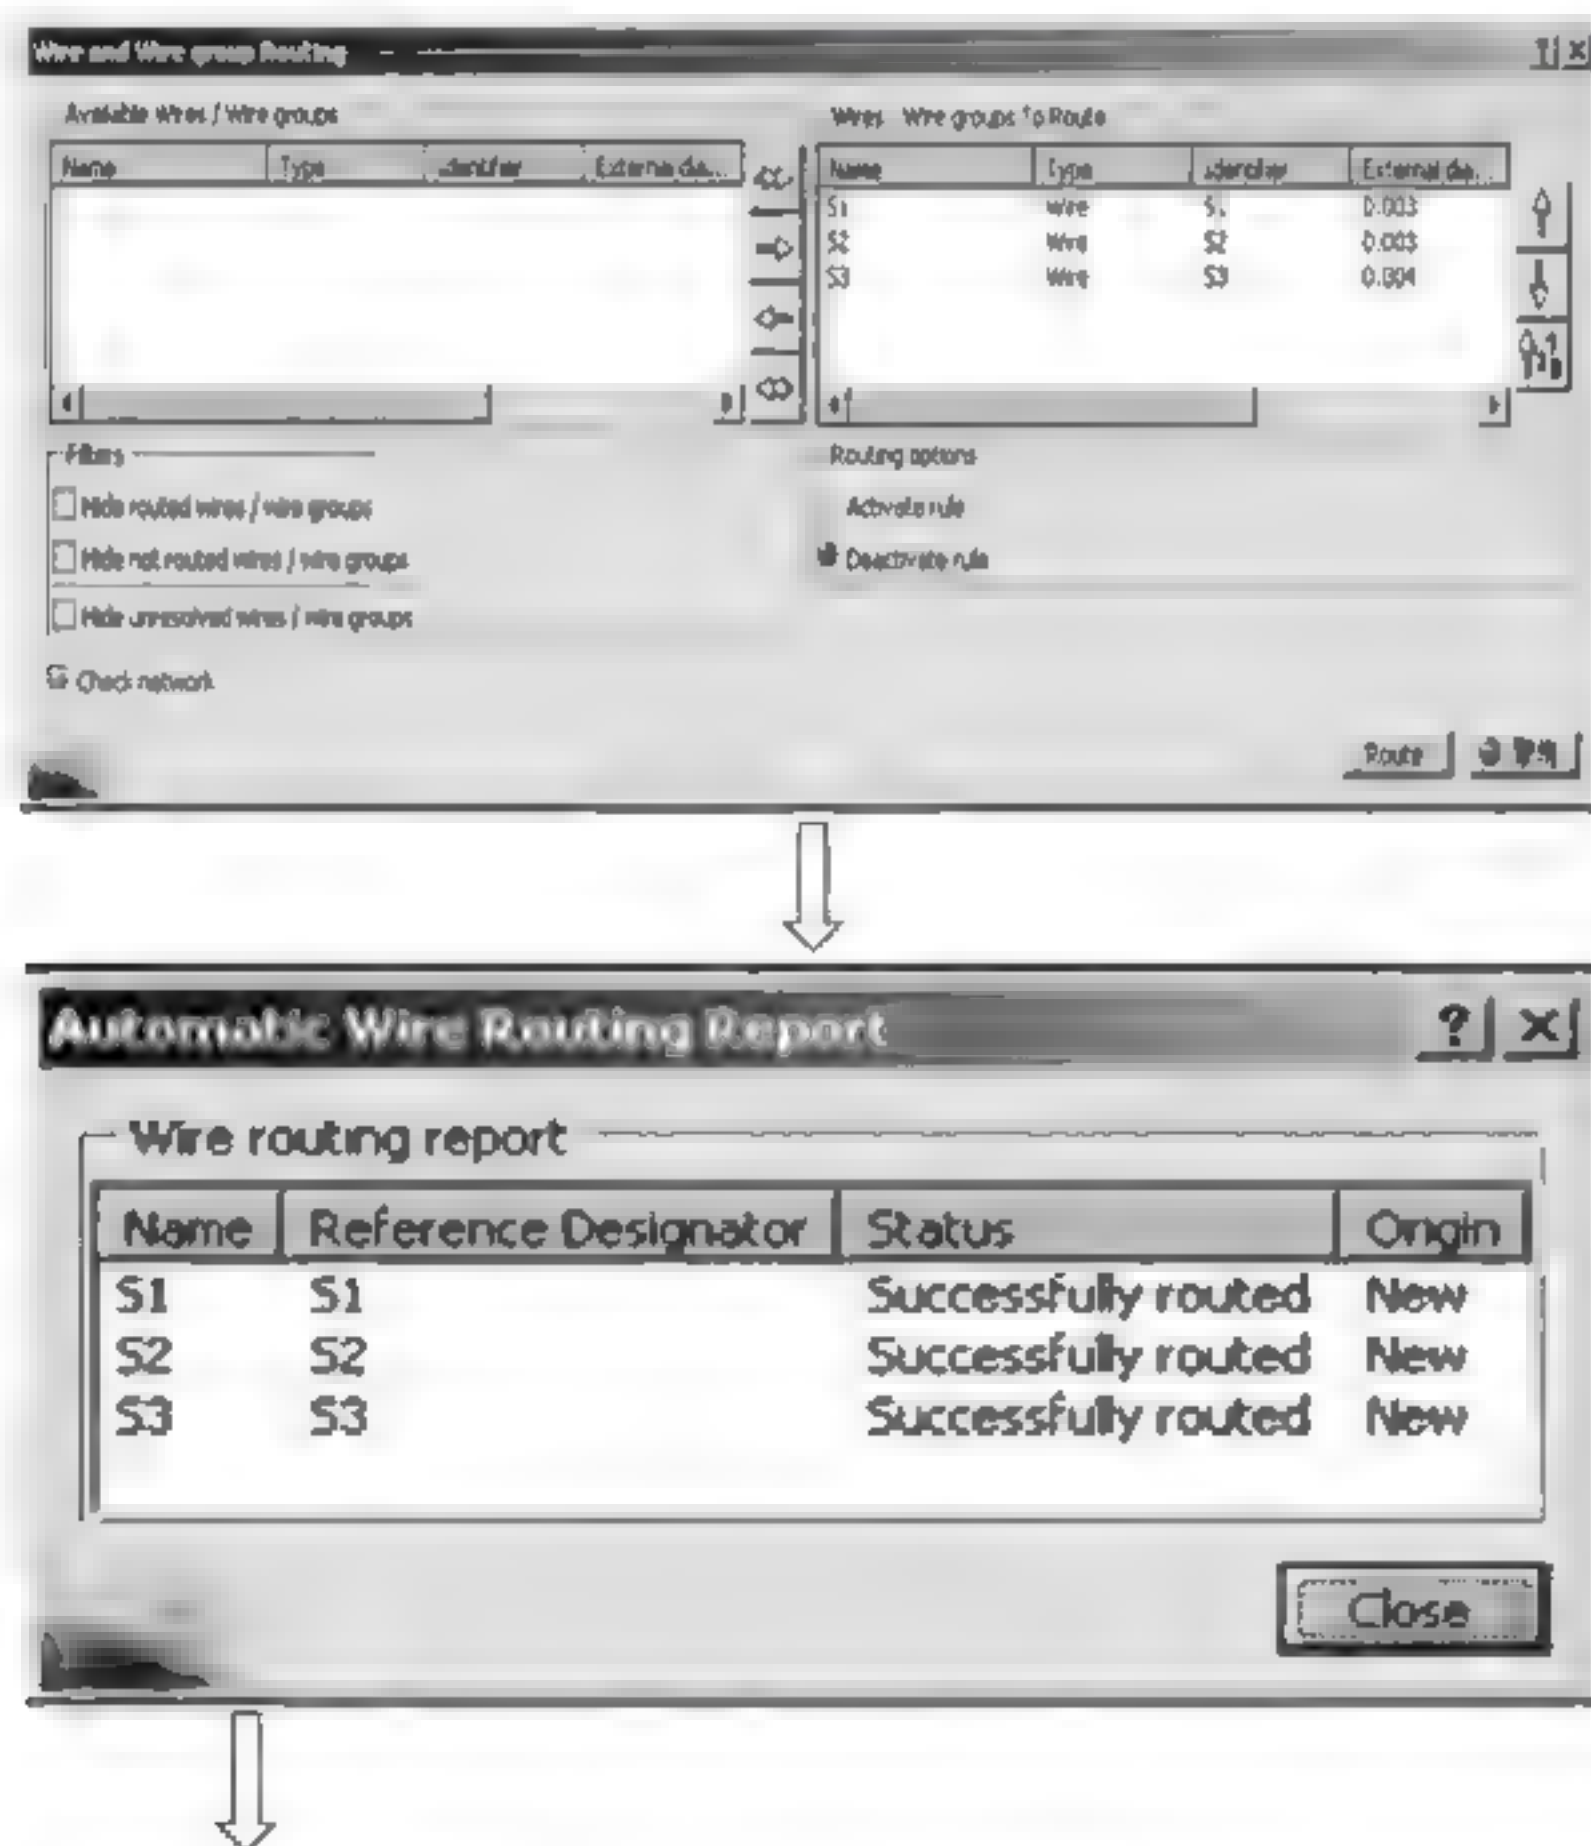 Wire and Wire group Routing
Available Wires / Wire groups
Name Type Identifier External dia...
Wires Wire groups To Route
Name Type Identifier External dia...
S1 Wire S1 0.003
S2 Wire S2 0.003
S3 Wire S3 0.004
Filters
Hide routed wires / wire groups
Hide not routed wires / wire groups
Hide unresolved wires / wire groups
Check network
Routing options
Activate rule
Deactivate rule
Route
Automatic Wire Routing Report ? X
Wire routing report
Name Reference Designator Status Origin
S1 S1 Successfully routed New
S2 S2 Successfully routed New
S3 S3 Successfully routed New
Close